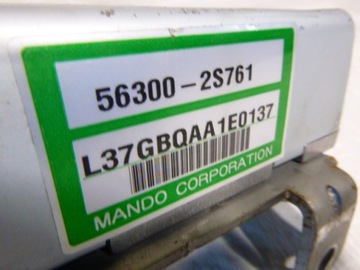 56300-2S761
L37GBQAA1E0137
MANDO CORPORATION